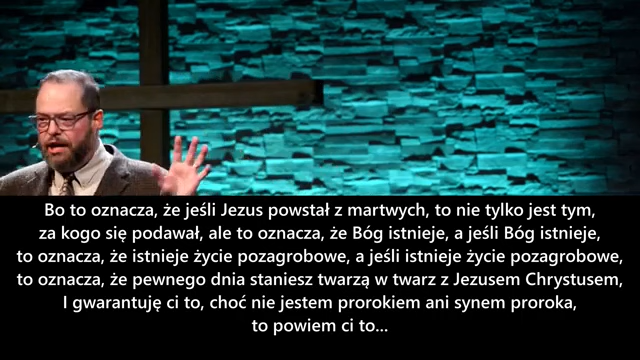 Bo to oznacza, że jeśli Jezus powstał z martwych, to nie tylko jest tym,
za kogo się podawał, ale to oznacza, że Bóg istnieje, a jeśli Bóg istnieje,
to oznacza, że istnieje życie pozagrobowe, a jeśli istnieje życie pozagrobowe,
to oznacza, że pewnego dnia staniesz twarzą w twarz z Jezusem Chrystusem,
I gwarantuję ci to, choć nie jestem prorokiem ani synem proroka,
to powiem ci to...